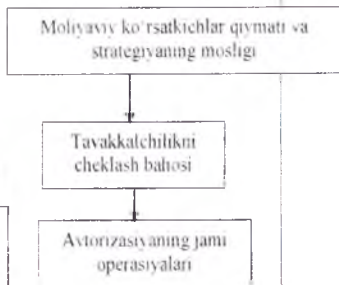 Moliyaviy ko'rsatkichlar qiymati va
strategiyaning mosligi
Tavakkalchilikni
cheklash bahosi
Avtorizasiyaning jami
operasiyalari